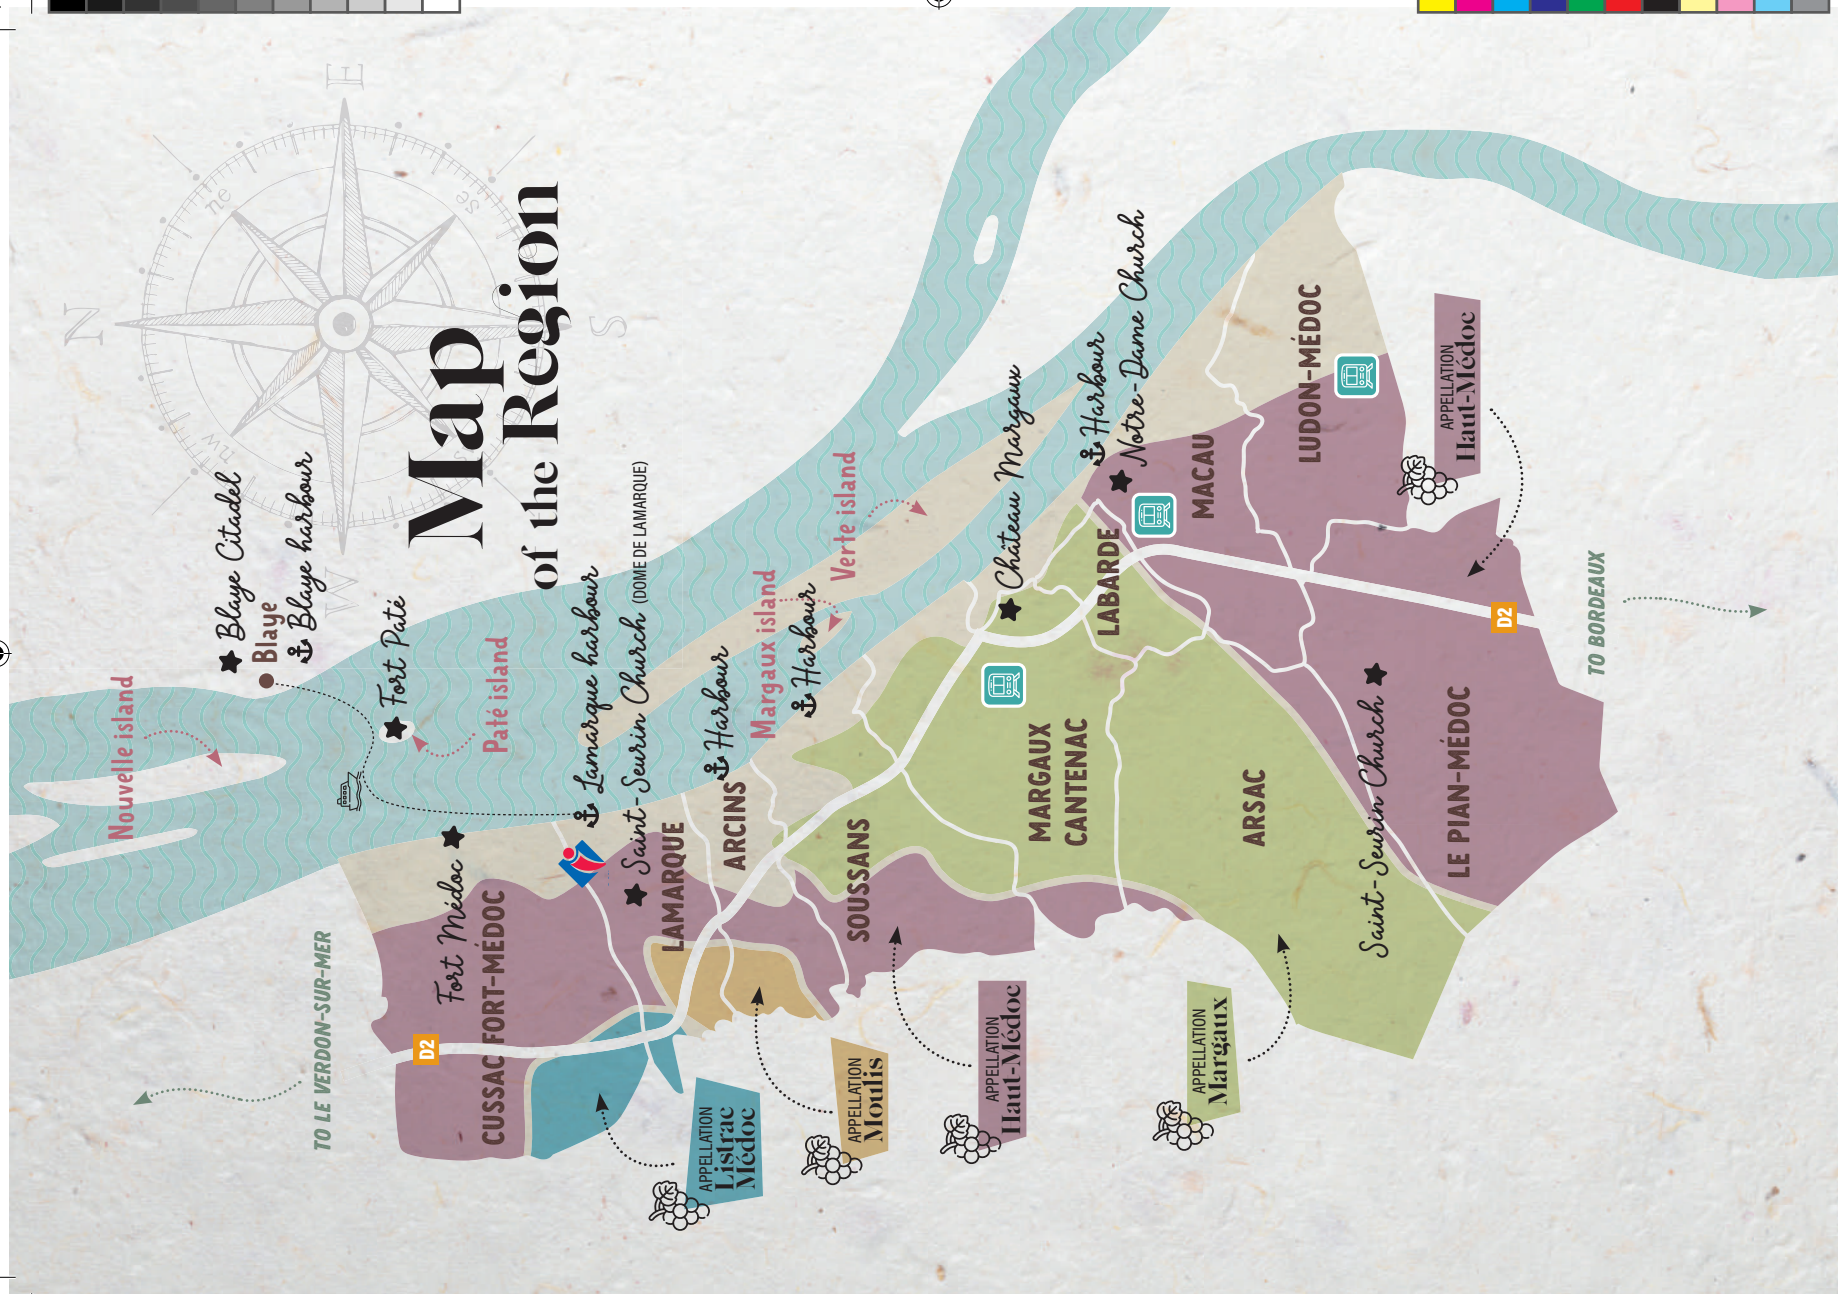 Map
of the Region
N
E
S
W
ne
se
nw
Nouvelle island
Blaye Citadel
Blaye
Blaye harbour
Fort Paté
Paté island
TO LE VERDON-SUR-MER
Fort Médoc
CUSSAC FORT-MÉDOC
D2
Lamarque harbour
Saint-Seurin Church (DOME DE LAMARQUE)
LAMARQUE
Harbour
ARCINS
Margaux island
Harbour
Verte island
SOUSSANS
Château Margaux
MARGAUX
CANTENAC
Harbour
Notre-Dame Church
LABARDE
MACAU
ARSAC
LUDON-MÉDOC
Saint-Seurin Church
LE PIAN-MÉDOC
D2
TO BORDEAUX
APPELLATION
Listrac
Médoc
APPELLATION
Moulis
APPELLATION
Haut-Médoc
APPELLATION
Margaux
APPELLATION
Haut-Médoc